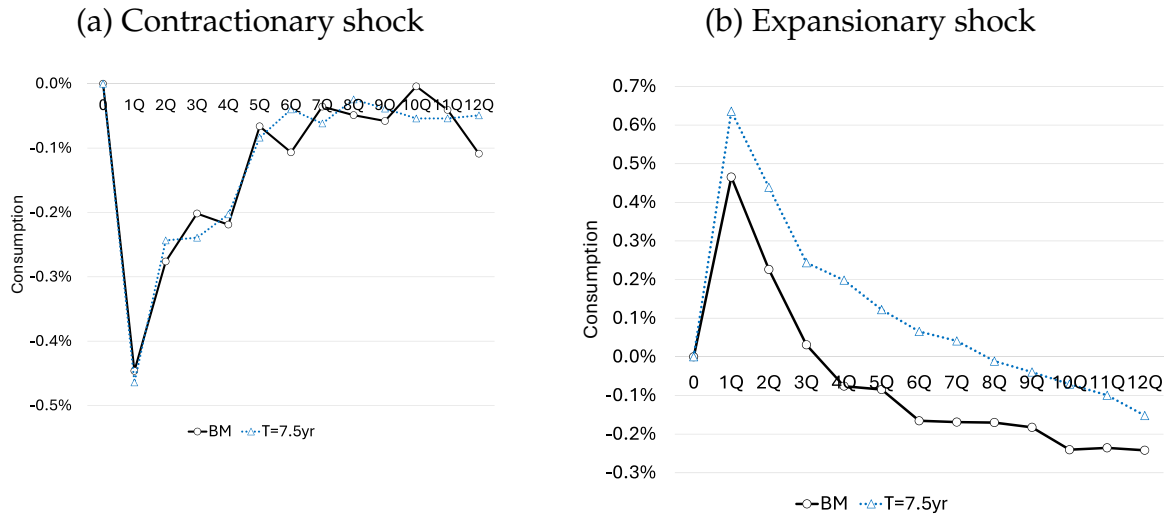 (a) Contractionary shock
0.0%
-0.1%
-0.2%
-0.3%
-0.4%
-0.5%
Consumption
0 1Q 2Q 3Q 4Q 5Q 6Q 7Q 8Q 9Q 10Q 11Q 12Q
BM T=7.5yr
(b) Expansionary shock
0.7%
0.6%
0.5%
0.4%
0.3%
0.2%
0.1%
0.0%
-0.1%
-0.2%
-0.3%
Consumption
0 1Q 2Q 3Q 4Q 5Q 6Q 7Q 8Q 9Q 10Q 11Q 12Q
BM T=7.5yr